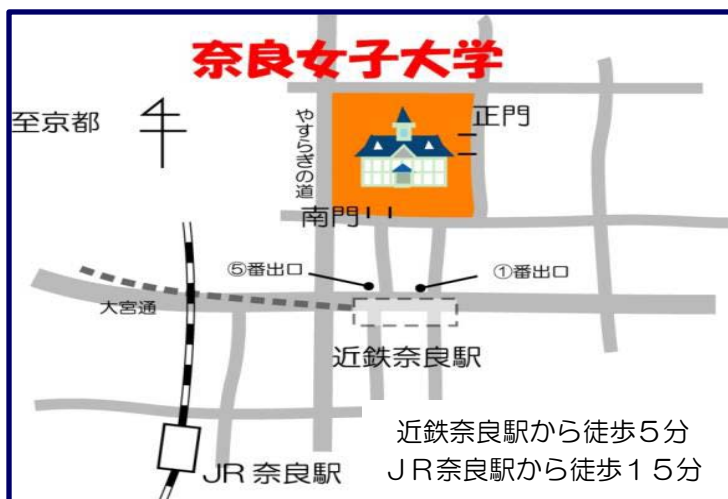 奈良女子大学
至京都
やすらぎの道
正門
南門
⑤番出口
①番出口
大宮通
近鉄奈良駅
近鉄奈良駅から徒歩5分
JR奈良駅
JR奈良駅から徒歩15分